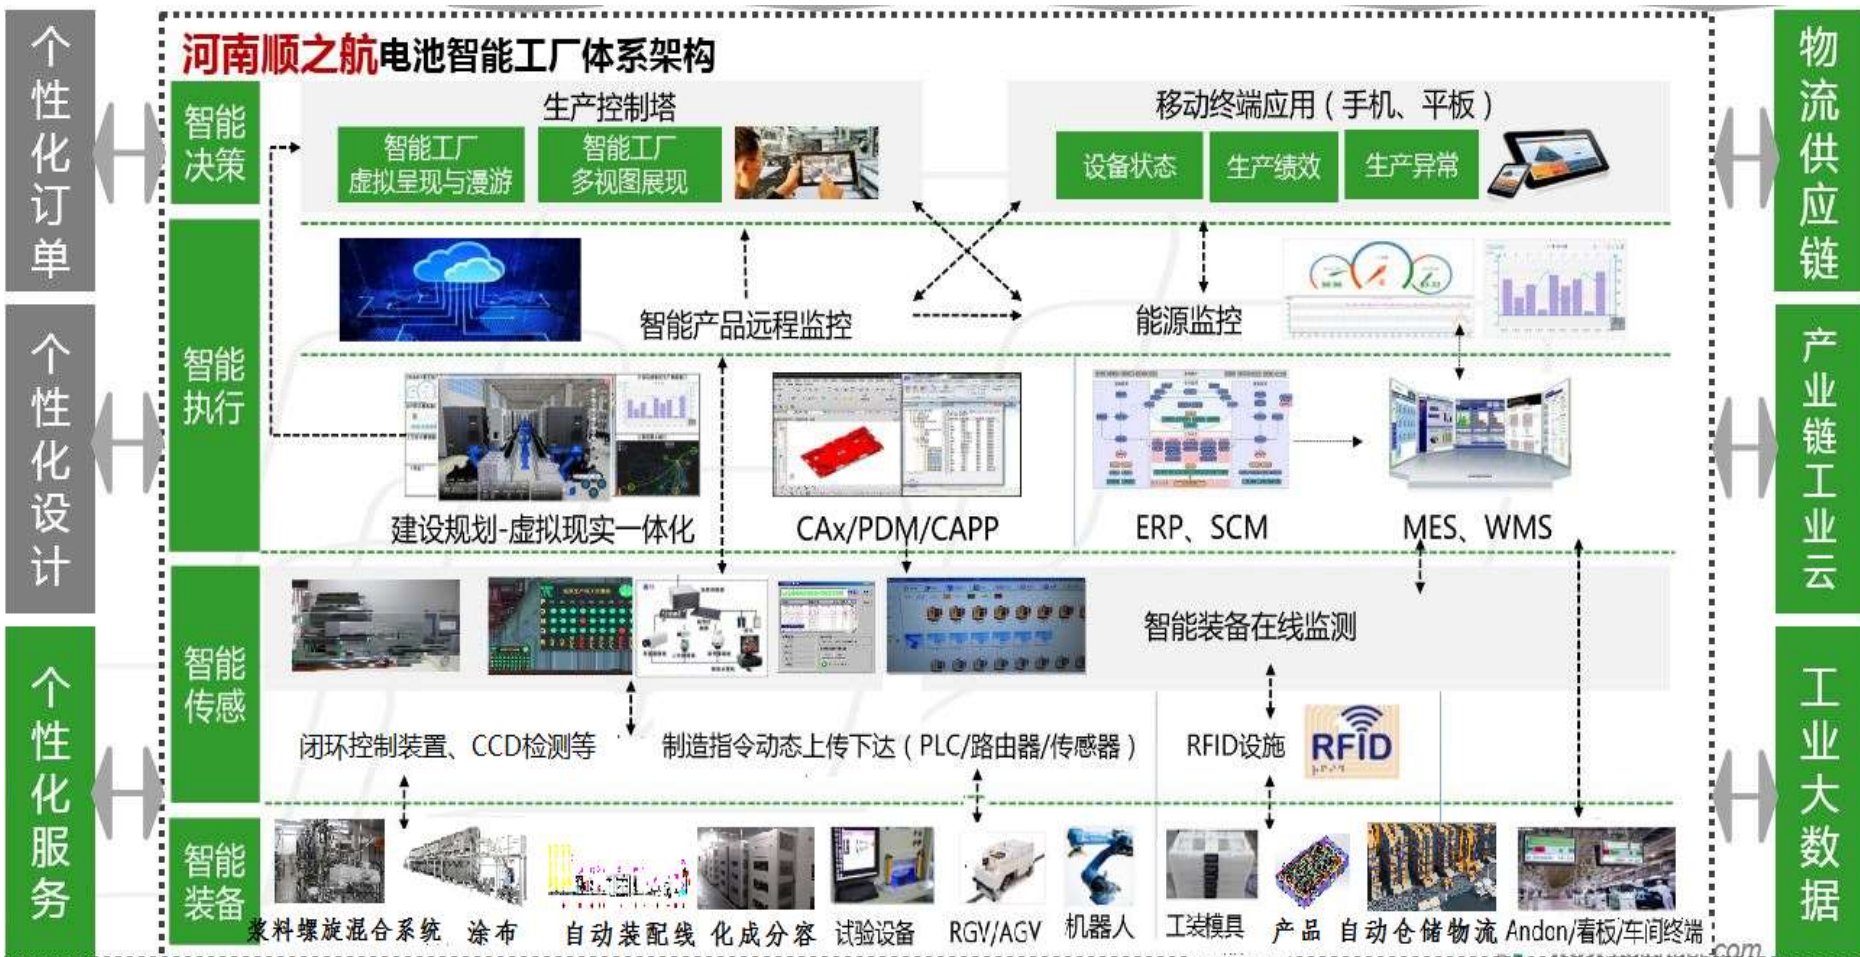 河南顺之航电池智能工厂体系架构
个性化订单
个性化设计
个性化服务
物流供应链
产业链工业云
工业大数据
智能
决策
生产控制塔
智能工厂
虚拟呈现与漫游
智能工厂
多视图展现
移动终端应用（手机、平板）
设备状态
生产绩效
生产异常
智能
执行
智能产品远程监控
能源监控
建设规划-虚拟现实一体化
CAx/PDM/CAPP
ERP、SCM
MES、WMS
智能
传感
智能装备在线监测
闭环控制装置、CCD检测等
制造指令动态上传下达（PLC/路由器/传感器）
RFID设施
RFID
智能
装备
浆料螺旋混合系统
涂布
自动装配线
化成分容
试验设备
RGV/AGV
机器人
工装模具
产品
自动仓储物流
Andon/看板/车间终端